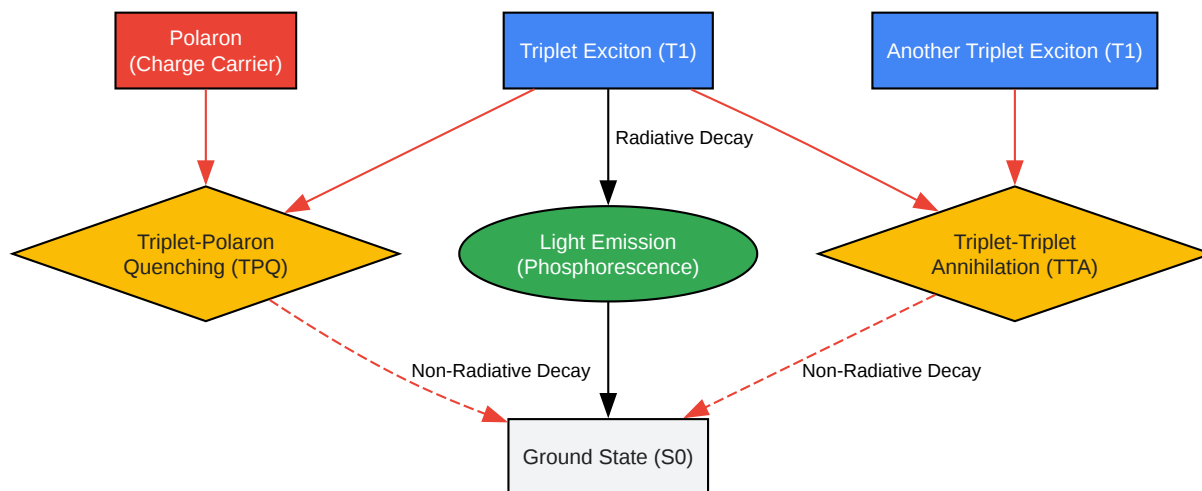 Polaron
(Charge Carrier)
Triplet Exciton (T1)
Another Triplet Exciton (T1)
Radiative Decay
Triplet-Polaron
Quenching (TPQ)
Light Emission
(Phosphorescence)
Triplet-Triplet
Annihilation (TTA)
Non-Radiative Decay
Non-Radiative Decay
Ground State (S0)